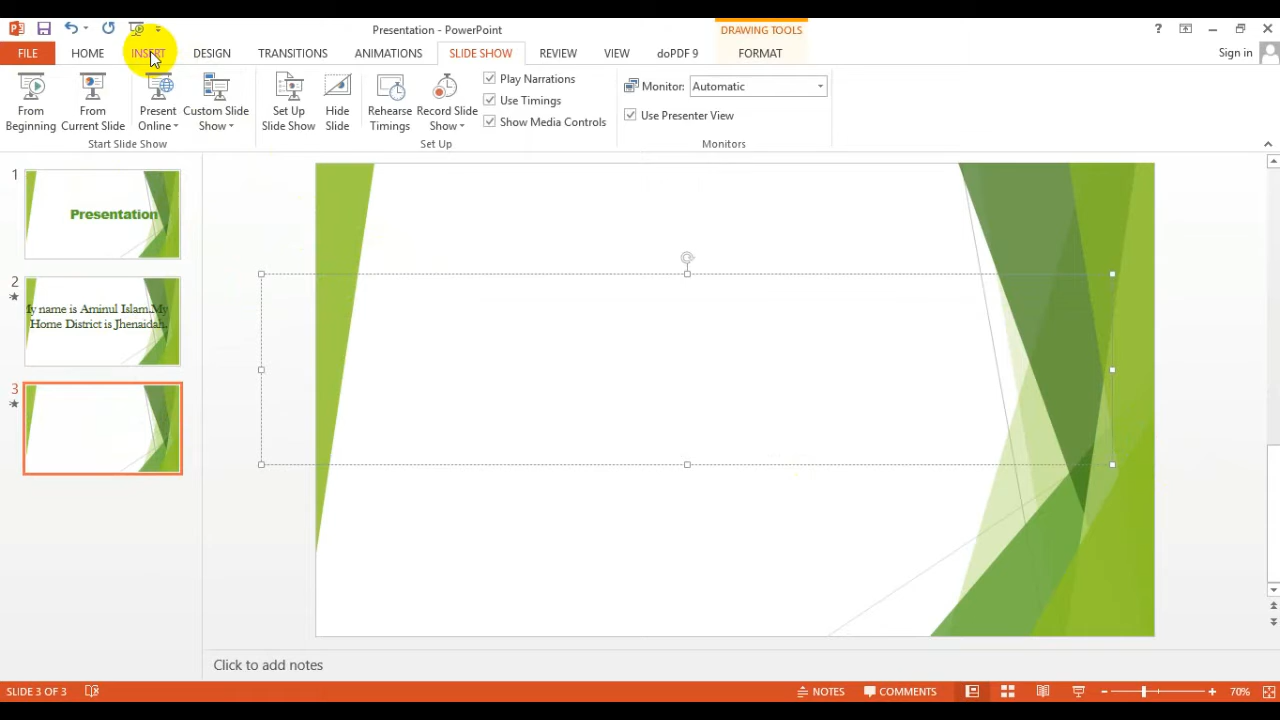 Presentation - PowerPoint
DRAWING TOOLS
?
FILE
HOME
INSERT
DESIGN
TRANSITIONS
ANIMATIONS
SLIDE SHOW
REVIEW
VIEW
doPDF 9
FORMAT
Sign in
From Beginning
From Current Slide
Present Online
Custom Slide Show
Start Slide Show
Set Up Slide Show
Hide Slide
Rehearse Timings
Record Slide Show
Play Narrations
Use Timings
Show Media Controls
Set Up
Monitor: Automatic
Use Presenter View
Monitors
1
Presentation
2
My name is Aminul Islam.My
Home District is Jhenaidah.
3
Click to add notes
SLIDE 3 OF 3
NOTES
COMMENTS
70%